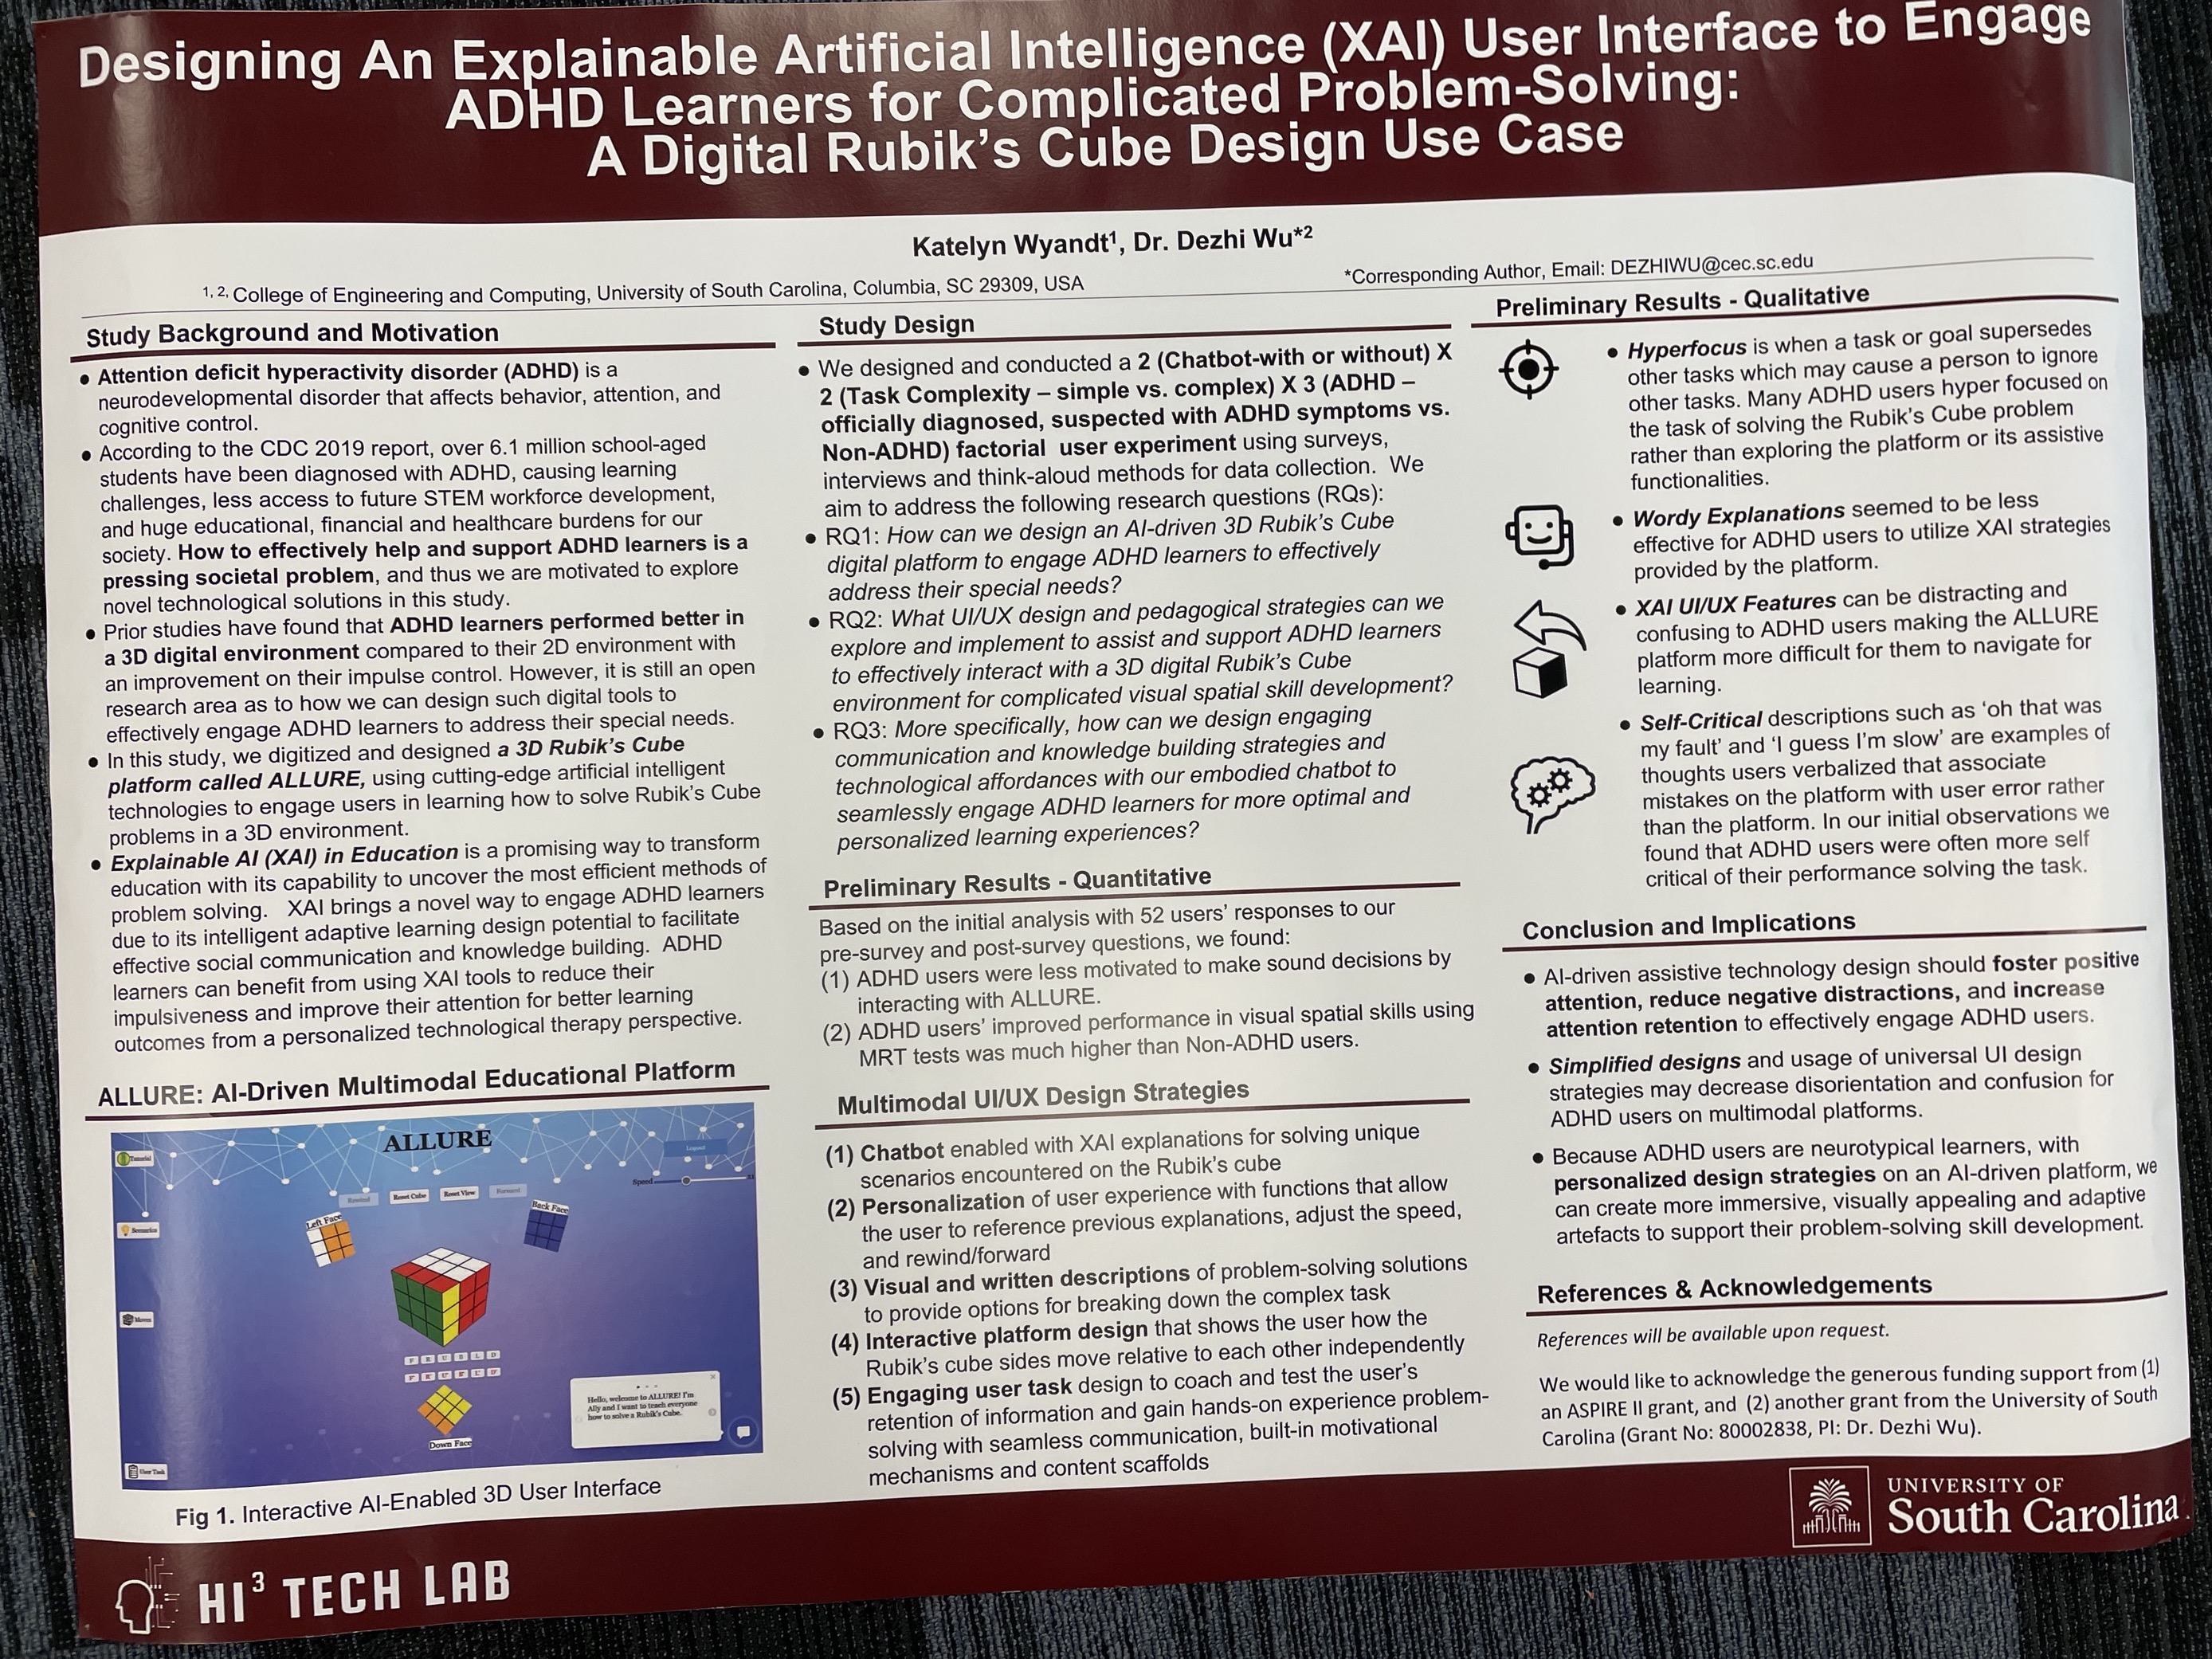 Designing An Explainable Artificial Intelligence (XAI) User Interface to Engage
ADHD Learners for Complicated Problem-Solving:
A Digital Rubik's Cube Design Use Case
Katelyn Wyandt¹, Dr. Dezhi Wu*²
¹, ², College of Engineering and Computing, University of South Carolina, Columbia, SC 29309, USA
*Corresponding Author, Email: DEZHIWU@cec.sc.edu
Study Background and Motivation
● Attention deficit hyperactivity disorder (ADHD) is a
neurodevelopmental disorder that affects behavior, attention, and
cognitive control.
● According to the CDC 2019 report, over 6.1 million school-aged
students have been diagnosed with ADHD, causing learning
challenges, less access to future STEM workforce development,
and huge educational, financial and healthcare burdens for our
society. How to effectively help and support ADHD learners is a
pressing societal problem, and thus we are motivated to explore
novel technological solutions in this study.
● Prior studies have found that ADHD learners performed better in
a 3D digital environment compared to their 2D environment with
an improvement on their impulse control. However, it is still an open
research area as to how we can design such digital tools to
effectively engage ADHD learners to address their special needs.
● In this study, we digitized and designed a 3D Rubik's Cube
platform called ALLURE, using cutting-edge artificial intelligent
technologies to engage users in learning how to solve Rubik's Cube
problems in a 3D environment.
● Explainable AI (XAI) in Education is a promising way to transform
education with its capability to uncover the most efficient methods of
problem solving. XAI brings a novel way to engage ADHD learners
due to its intelligent adaptive learning design potential to facilitate
effective social communication and knowledge building. ADHD
learners can benefit from using XAI tools to reduce their
impulsiveness and improve their attention for better learning
outcomes from a personalized technological therapy perspective.
ALLURE: AI-Driven Multimodal Educational Platform
ALLURE
Tutorial
Logout
Speed
Rewind
Reset Cube
Reset View
Forward
Left Face
Back Face
Scenarios
Moves
F R U B L D
Hello, welcome to ALLURE! I'm
Ally and I want to teach everyone
how to solve a Rubik's Cube.
Down Face
User Task
Fig 1. Interactive AI-Enabled 3D User Interface
Study Design
● We designed and conducted a 2 (Chatbot-with or without) X
2 (Task Complexity – simple vs. complex) X 3 (ADHD –
officially diagnosed, suspected with ADHD symptoms vs.
Non-ADHD) factorial user experiment using surveys,
interviews and think-aloud methods for data collection. We
aim to address the following research questions (RQs):
● RQ1: How can we design an AI-driven 3D Rubik's Cube
digital platform to engage ADHD learners to effectively
address their special needs?
● RQ2: What UI/UX design and pedagogical strategies can we
explore and implement to assist and support ADHD learners
to effectively interact with a 3D digital Rubik's Cube
environment for complicated visual spatial skill development?
● RQ3: More specifically, how can we design engaging
communication and knowledge building strategies and
technological affordances with our embodied chatbot to
seamlessly engage ADHD learners for more optimal and
personalized learning experiences?
Preliminary Results - Quantitative
Based on the initial analysis with 52 users' responses to our
pre-survey and post-survey questions, we found:
(1) ADHD users were less motivated to make sound decisions by
interacting with ALLURE.
(2) ADHD users' improved performance in visual spatial skills using
MRT tests was much higher than Non-ADHD users.
Multimodal UI/UX Design Strategies
(1) Chatbot enabled with XAI explanations for solving unique
scenarios encountered on the Rubik's cube
(2) Personalization of user experience with functions that allow
the user to reference previous explanations, adjust the speed,
and rewind/forward
(3) Visual and written descriptions of problem-solving solutions
to provide options for breaking down the complex task
(4) Interactive platform design that shows the user how the
Rubik's cube sides move relative to each other independently
(5) Engaging user task design to coach and test the user's
retention of information and gain hands-on experience problem-
solving with seamless communication, built-in motivational
mechanisms and content scaffolds
Preliminary Results - Qualitative
● Hyperfocus is when a task or goal supersedes
other tasks which may cause a person to ignore
other tasks. Many ADHD users hyper focused on
the task of solving the Rubik's Cube problem
rather than exploring the platform or its assistive
functionalities.
● Wordy Explanations seemed to be less
effective for ADHD users to utilize XAI strategies
provided by the platform.
● XAI UI/UX Features can be distracting and
confusing to ADHD users making the ALLURE
platform more difficult for them to navigate for
learning.
● Self-Critical descriptions such as 'oh that was
my fault' and 'I guess I'm slow' are examples of
thoughts users verbalized that associate
mistakes on the platform with user error rather
than the platform. In our initial observations we
found that ADHD users were often more self
critical of their performance solving the task.
Conclusion and Implications
● AI-driven assistive technology design should foster positive
attention, reduce negative distractions, and increase
attention retention to effectively engage ADHD users.
● Simplified designs and usage of universal UI design
strategies may decrease disorientation and confusion for
ADHD users on multimodal platforms.
● Because ADHD users are neurotypical learners, with
personalized design strategies on an AI-driven platform, we
can create more immersive, visually appealing and adaptive
artefacts to support their problem-solving skill development.
References & Acknowledgements
References will be available upon request.
We would like to acknowledge the generous funding support from (1)
an ASPIRE II grant, and (2) another grant from the University of South
Carolina (Grant No: 80002838, PI: Dr. Dezhi Wu).
HI³ TECH LAB
UNIVERSITY OF
South Carolina